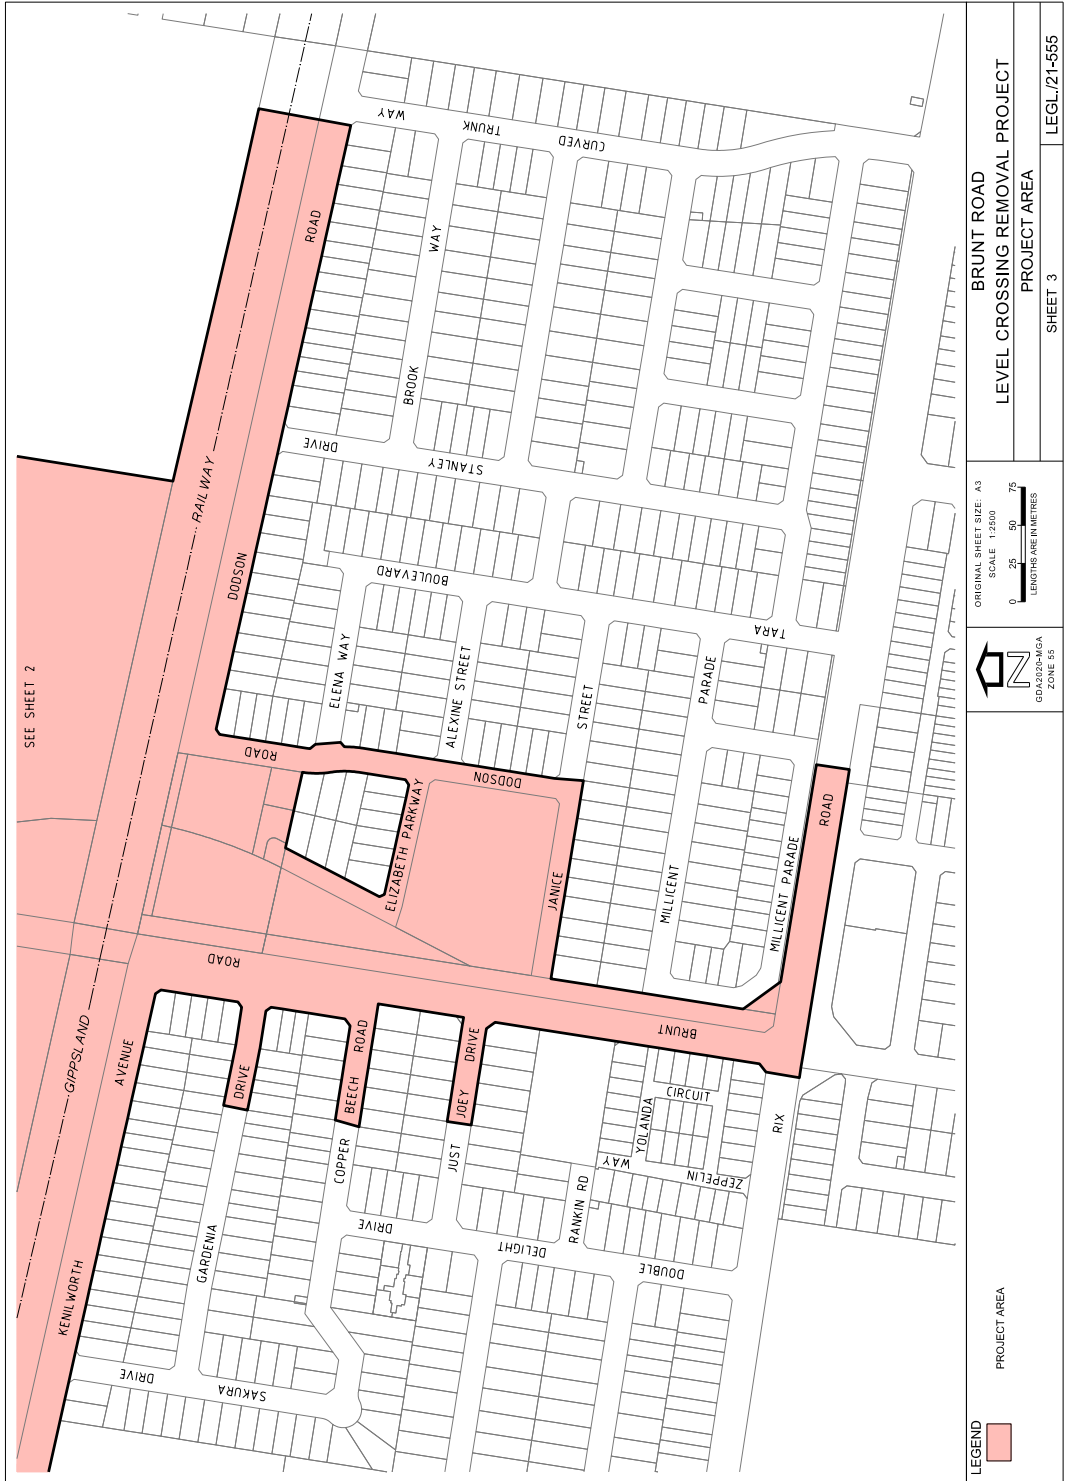 SEE SHEET 2
WAY
TRUNK
CURVED
ROAD
WAY
BROOK
DRIVE
STANLEY
RAILWAY
DODSON
BOULEVARD
TARA
ELENA WAY
ALEXINE STREET
STREET
PARADE
ROAD
DODSON
ELIZABETH PARKWAY
JANICE
MILLICENT
MILLICENT PARADE
ROAD
ROAD
BRUNT
GIPPSLAND
AVENUE
KENILWORTH
DRIVE
GARDENIA
BEECH ROAD
COPPER
JOEY DRIVE
JUST
CIRCUIT
YOLANDA
WAY
ZEPPELIN
RIX
RANKIN RD
DRIVE
DELIGHT
DOUBLE
DRIVE
SAKURA
BRUNT ROAD
LEVEL CROSSING REMOVAL PROJECT
PROJECT AREA
SHEET 3
LEGL./21-555
ORIGINAL SHEET SIZE: A3
SCALE 1:2500
0 25 50 75
LENGTHS ARE IN METRES
N
GDA2020-MGA
ZONE 55
LEGEND
PROJECT AREA